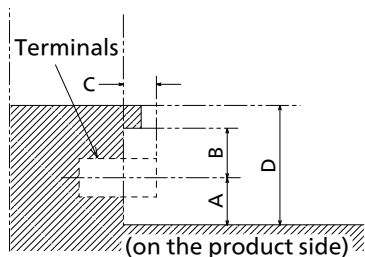 Terminals
C
B
D
A
(on the product side)